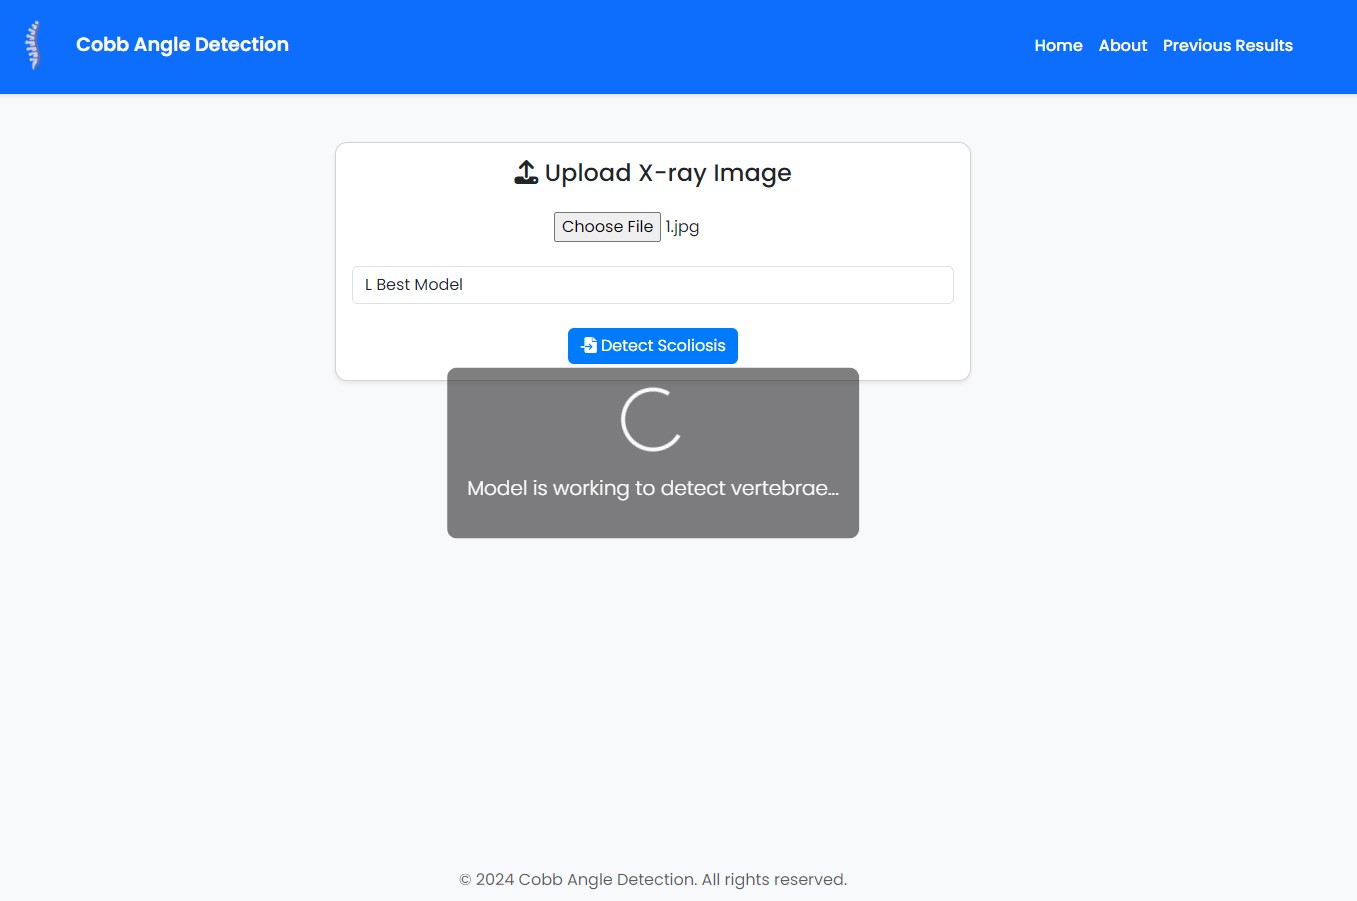 Cobb Angle Detection
Home About Previous Results
Upload X-ray Image
Choose File 1.jpg
L Best Model
Detect Scoliosis
Model is working to detect vertebrae...
© 2024 Cobb Angle Detection. All rights reserved.